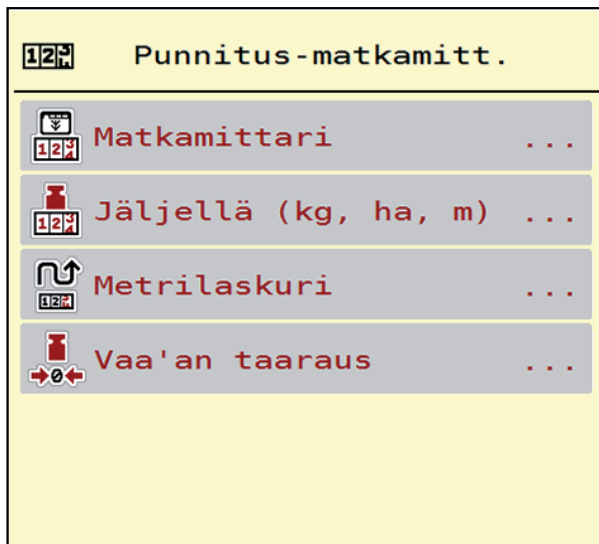 Punnitus-matkamitt.
Matkamittari ...
Jäljellä (kg, ha, m) ...
Metrilaskuri ...
Vaa'an taaraus ...